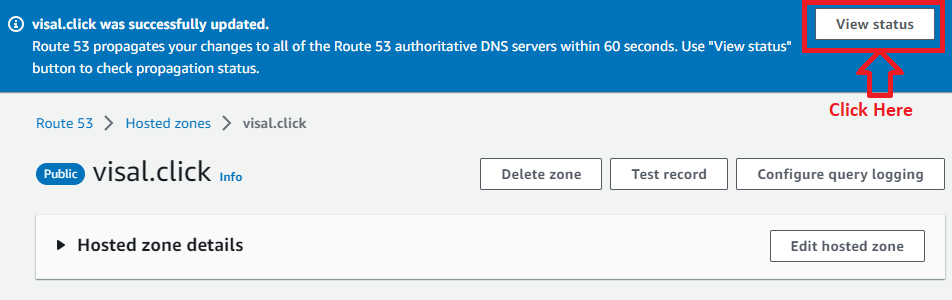 visal.click was successfully updated.
View status
Route 53 propagates your changes to all of the Route 53 authoritative DNS servers within 60 seconds. Use "View status"
button to check propagation status.
Click Here
Route 53 > Hosted zones > visal.click
Public visal.click Info
Delete zone
Test record
Configure query logging
Hosted zone details
Edit hosted zone